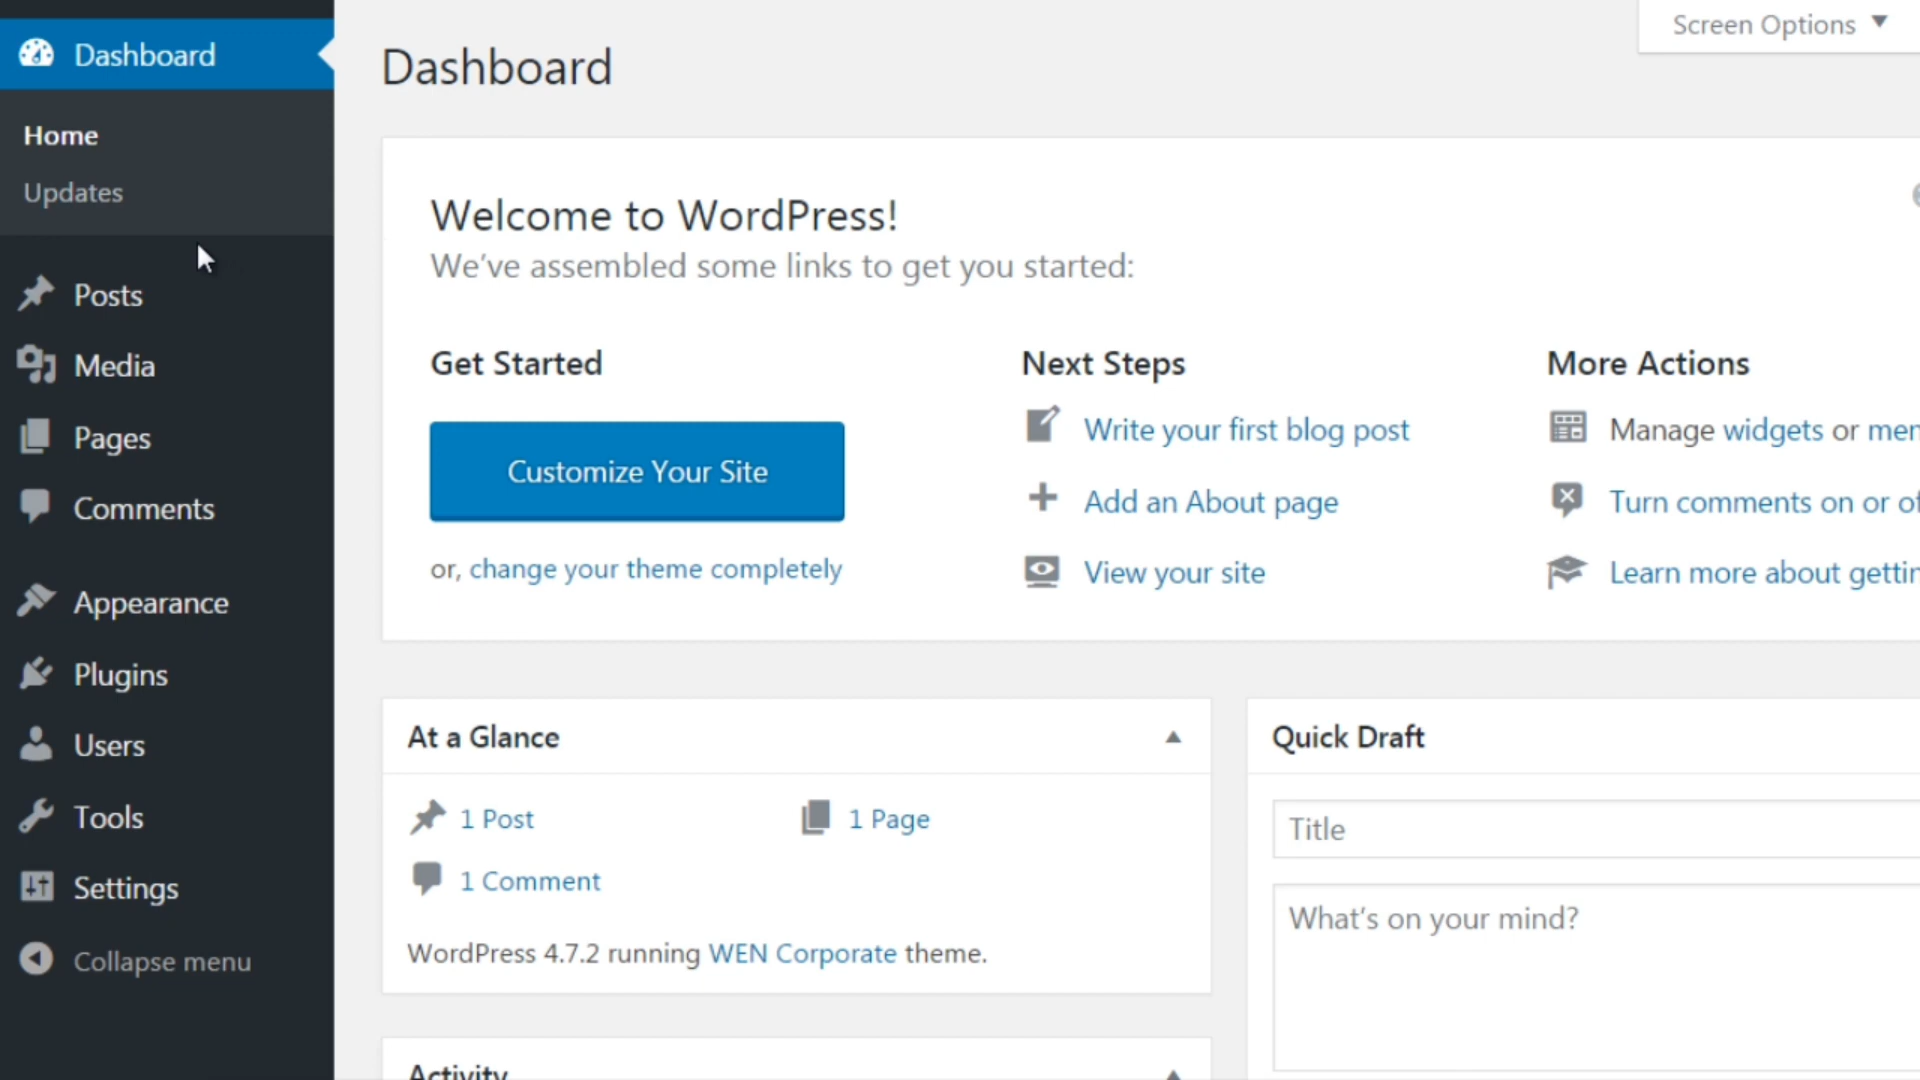 Screen Options
Dashboard
Home
Updates
Posts
Media
Pages
Comments
Appearance
Plugins
Users
Tools
Settings
Collapse menu
Dashboard
Welcome to WordPress!
We've assembled some links to get you started:
Get Started
Customize Your Site
or, change your theme completely
Next Steps
Write your first blog post
Add an About page
View your site
More Actions
Manage widgets or
Turn comments on or
Learn more about
At a Glance
1 Post
1 Page
1 Comment
WordPress 4.7.2 running WEN Corporate theme.
Activity
Quick Draft
Title
What's on your mind?